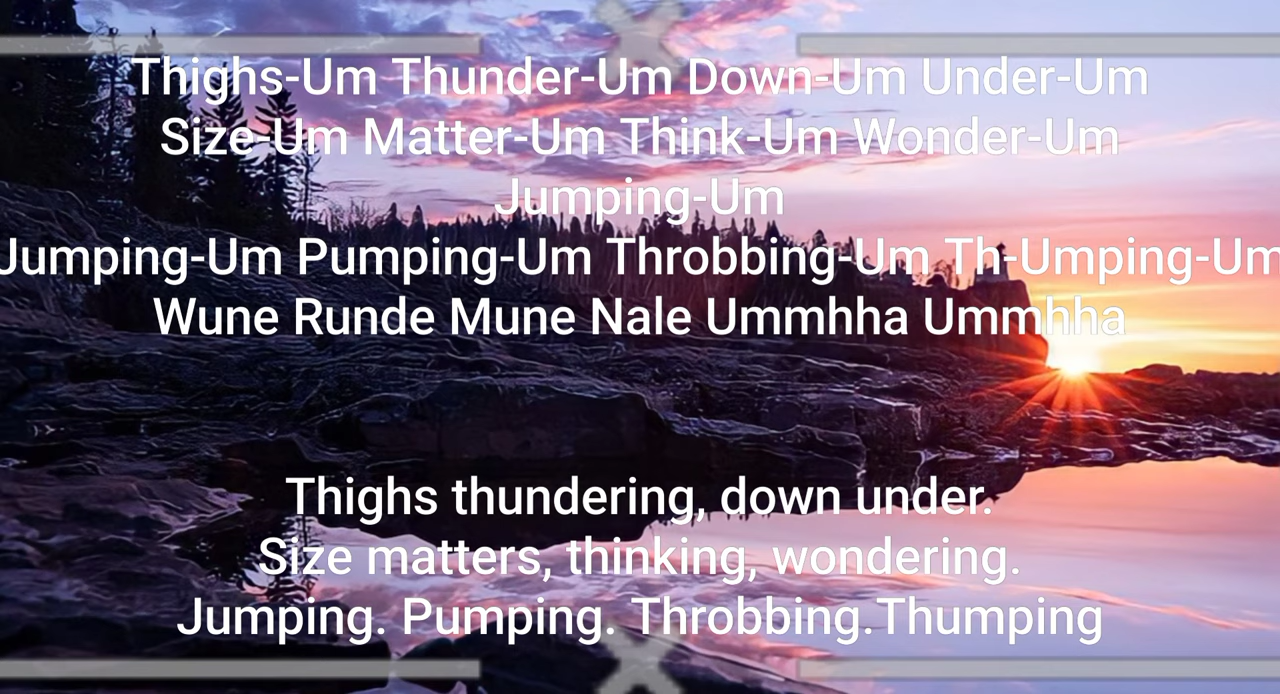 Thighs-Um Thunder-Um Down-Um Under-Um
Size-Um Matter-Um Think-Um Wonder-Um
Jumping-Um
Jumping-Um Pumping-Um Throbbing-Um Th-Umping-Um
Wune Runde Mune Nale Ummhha Ummhha
Thighs thundering, down under.
Size matters, thinking, wondering.
Jumping. Pumping. Throbbing.Thumping